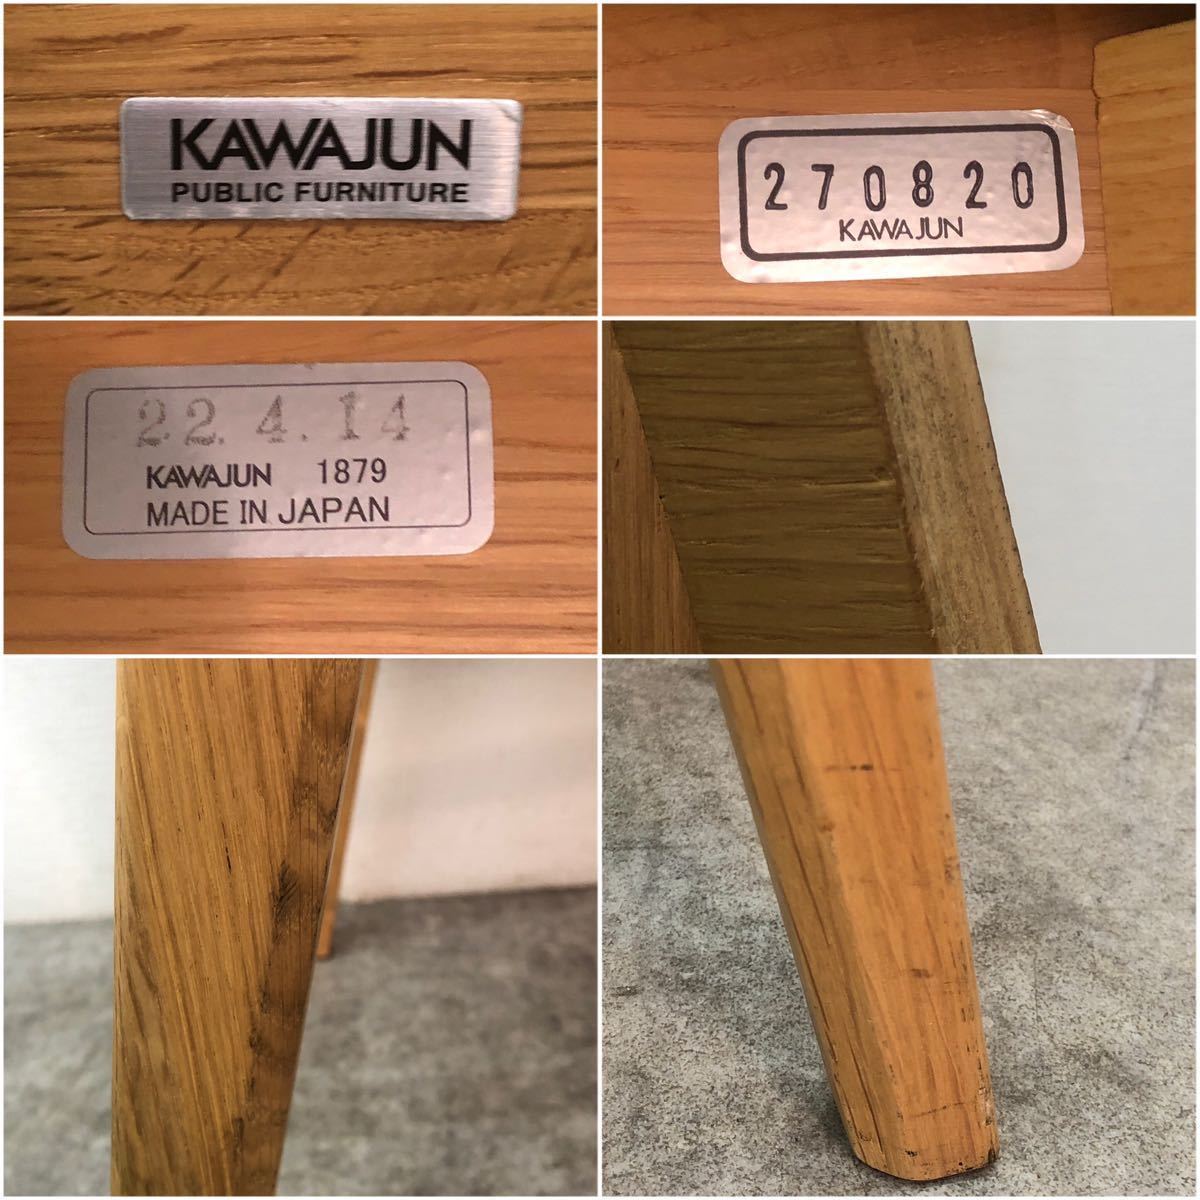 KAWAJUN
PUBLIC FURNITURE
270820
KAWAJUN
22.4.14
KAWAJUN 1879
MADE IN JAPAN